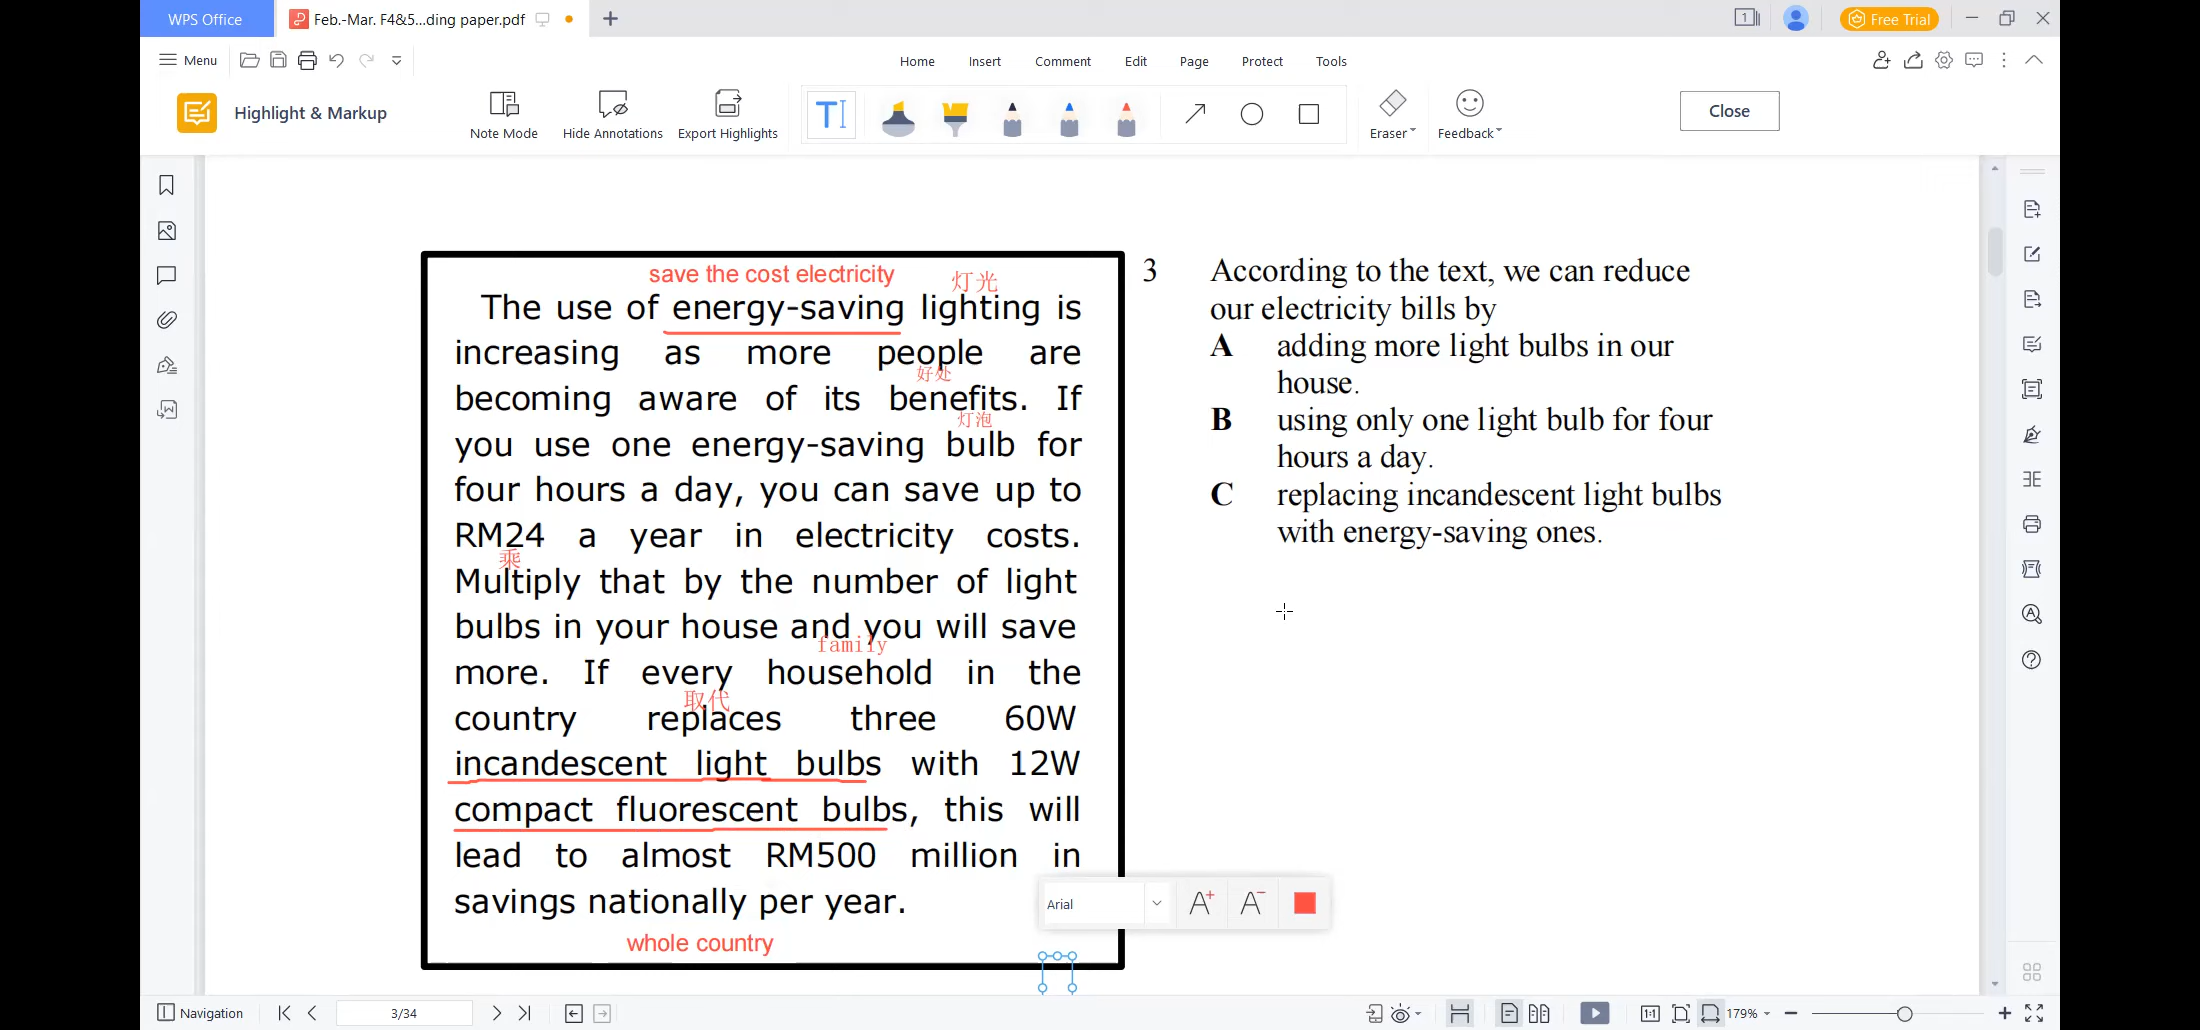 WPS Office
Feb.-Mar. F4&5...ding paper.pdf
1
Free Trial
Menu
Home Insert Comment Edit Page Protect Tools
Highlight & Markup
Note Mode
Hide Annotations
Export Highlights
T
Eraser
Feedback
Close
save the cost electricity
灯光
The use of energy-saving lighting is
increasing as more people are
好处
becoming aware of its benefits. If
灯泡
you use one energy-saving bulb for
four hours a day, you can save up to
RM24 a year in electricity costs.
乘
Multiply that by the number of light
bulbs in your house and you will save
family
more. If every household in the
取代
country replaces three 60W
incandescent light bulbs with 12W
compact fluorescent bulbs, this will
lead to almost RM500 million in
savings nationally per year.
whole country
3 According to the text, we can reduce
our electricity bills by
A adding more light bulbs in our
house.
B using only one light bulb for four
hours a day.
C replacing incandescent light bulbs
with energy-saving ones.
Arial
A+ A-
Navigation
3/34
1:1
179%